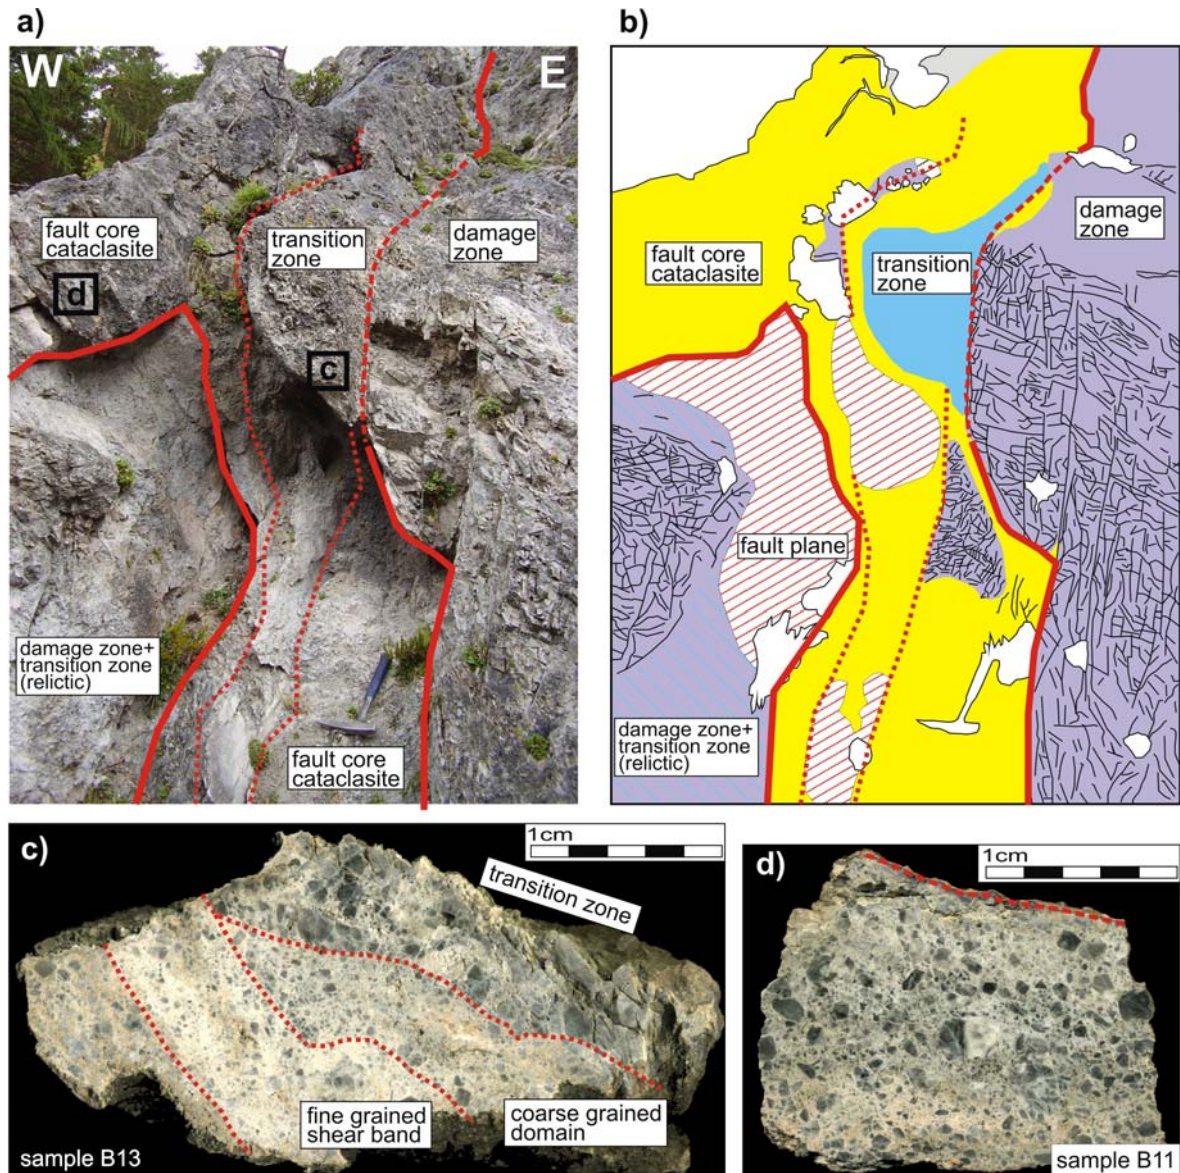 a)
W
E
fault core
cataclasite
transition
zone
damage
zone
d
c
damage zone+
transition zone
(relictic)
fault core
cataclasite
b)
fault core
cataclasite
transition
zone
damage
zone
fault plane
damage zone+
transition zone
(relictic)
c)
1cm
transition zone
fine grained
shear band
coarse grained
domain
sample B13
d)
1cm
sample B11